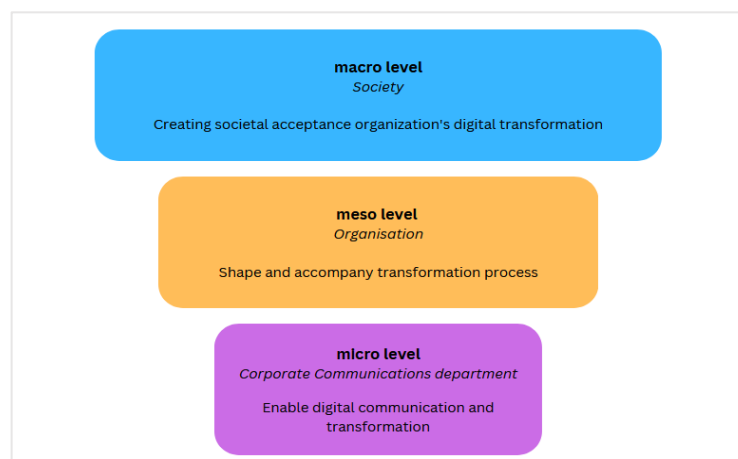 macro level
Society
Creating societal acceptance organization's digital transformation
meso level
Organisation
Shape and accompany transformation process
micro level
Corporate Communications department
Enable digital communication and
transformation